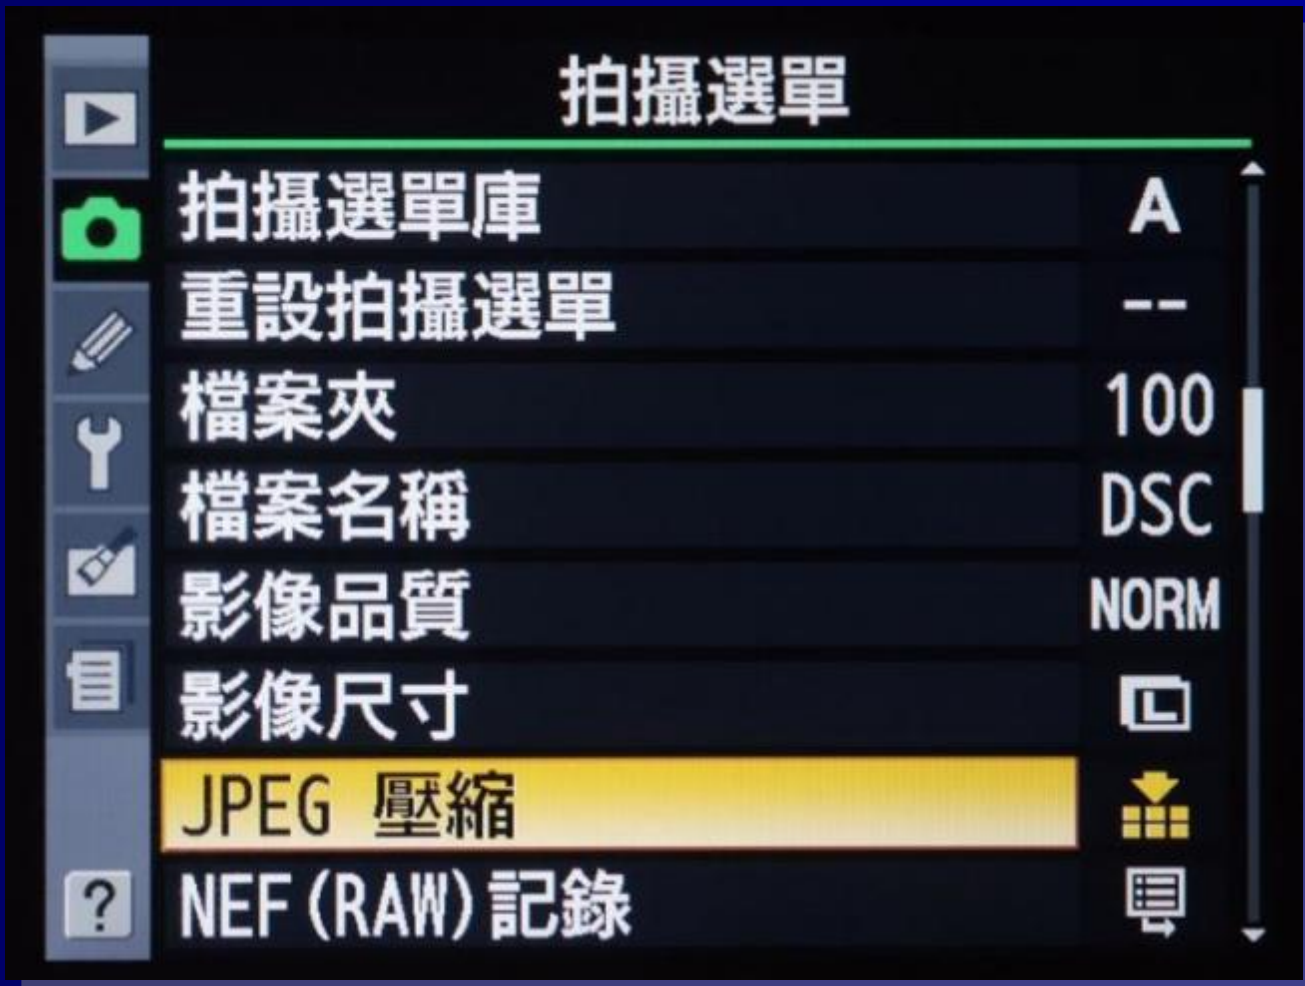 拍攝選單
拍攝選單庫 A
重設拍攝選單 --
檔案夾 100
檔案名稱 DSC
影像品質 NORM
影像尺寸 L
JPEG 壓縮
NEF(RAW)記錄
?